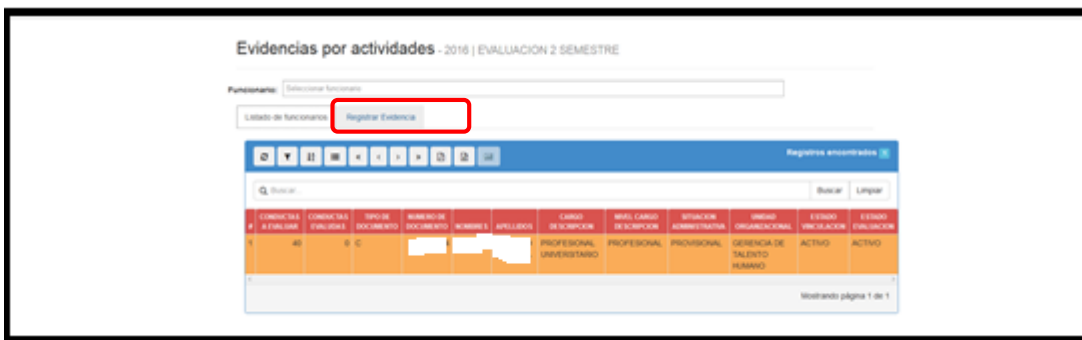 Evidencias por actividades - 2016 | EVALUACION 2 SEMESTRE
Funcionario: Seleccionar funcionario
Listado de funcionarios Registrar Evidencia
Registros encontrados
Buscar... Buscar Limpiar
# CONDUCTAS A EVALUAR CONDUCTAS EVALUDAS TIPO DE DOCUMENTO NUMERO DE DOCUMENTO NOMBRES APELLIDOS CARGO DESCRIPCION NIVEL CARGO DESCRIPCION SITUACION ADMINISTRATIVA UNIDAD ORGANIZACIONAL ESTADO VINCULACION ESTADO EVALUACION
1 40 0 C PROFESIONAL UNIVERSITARIO PROFESIONAL PROVISIONAL GERENCIA DE TALENTO HUMANO ACTIVO ACTIVO
Mostrando página 1 de 1